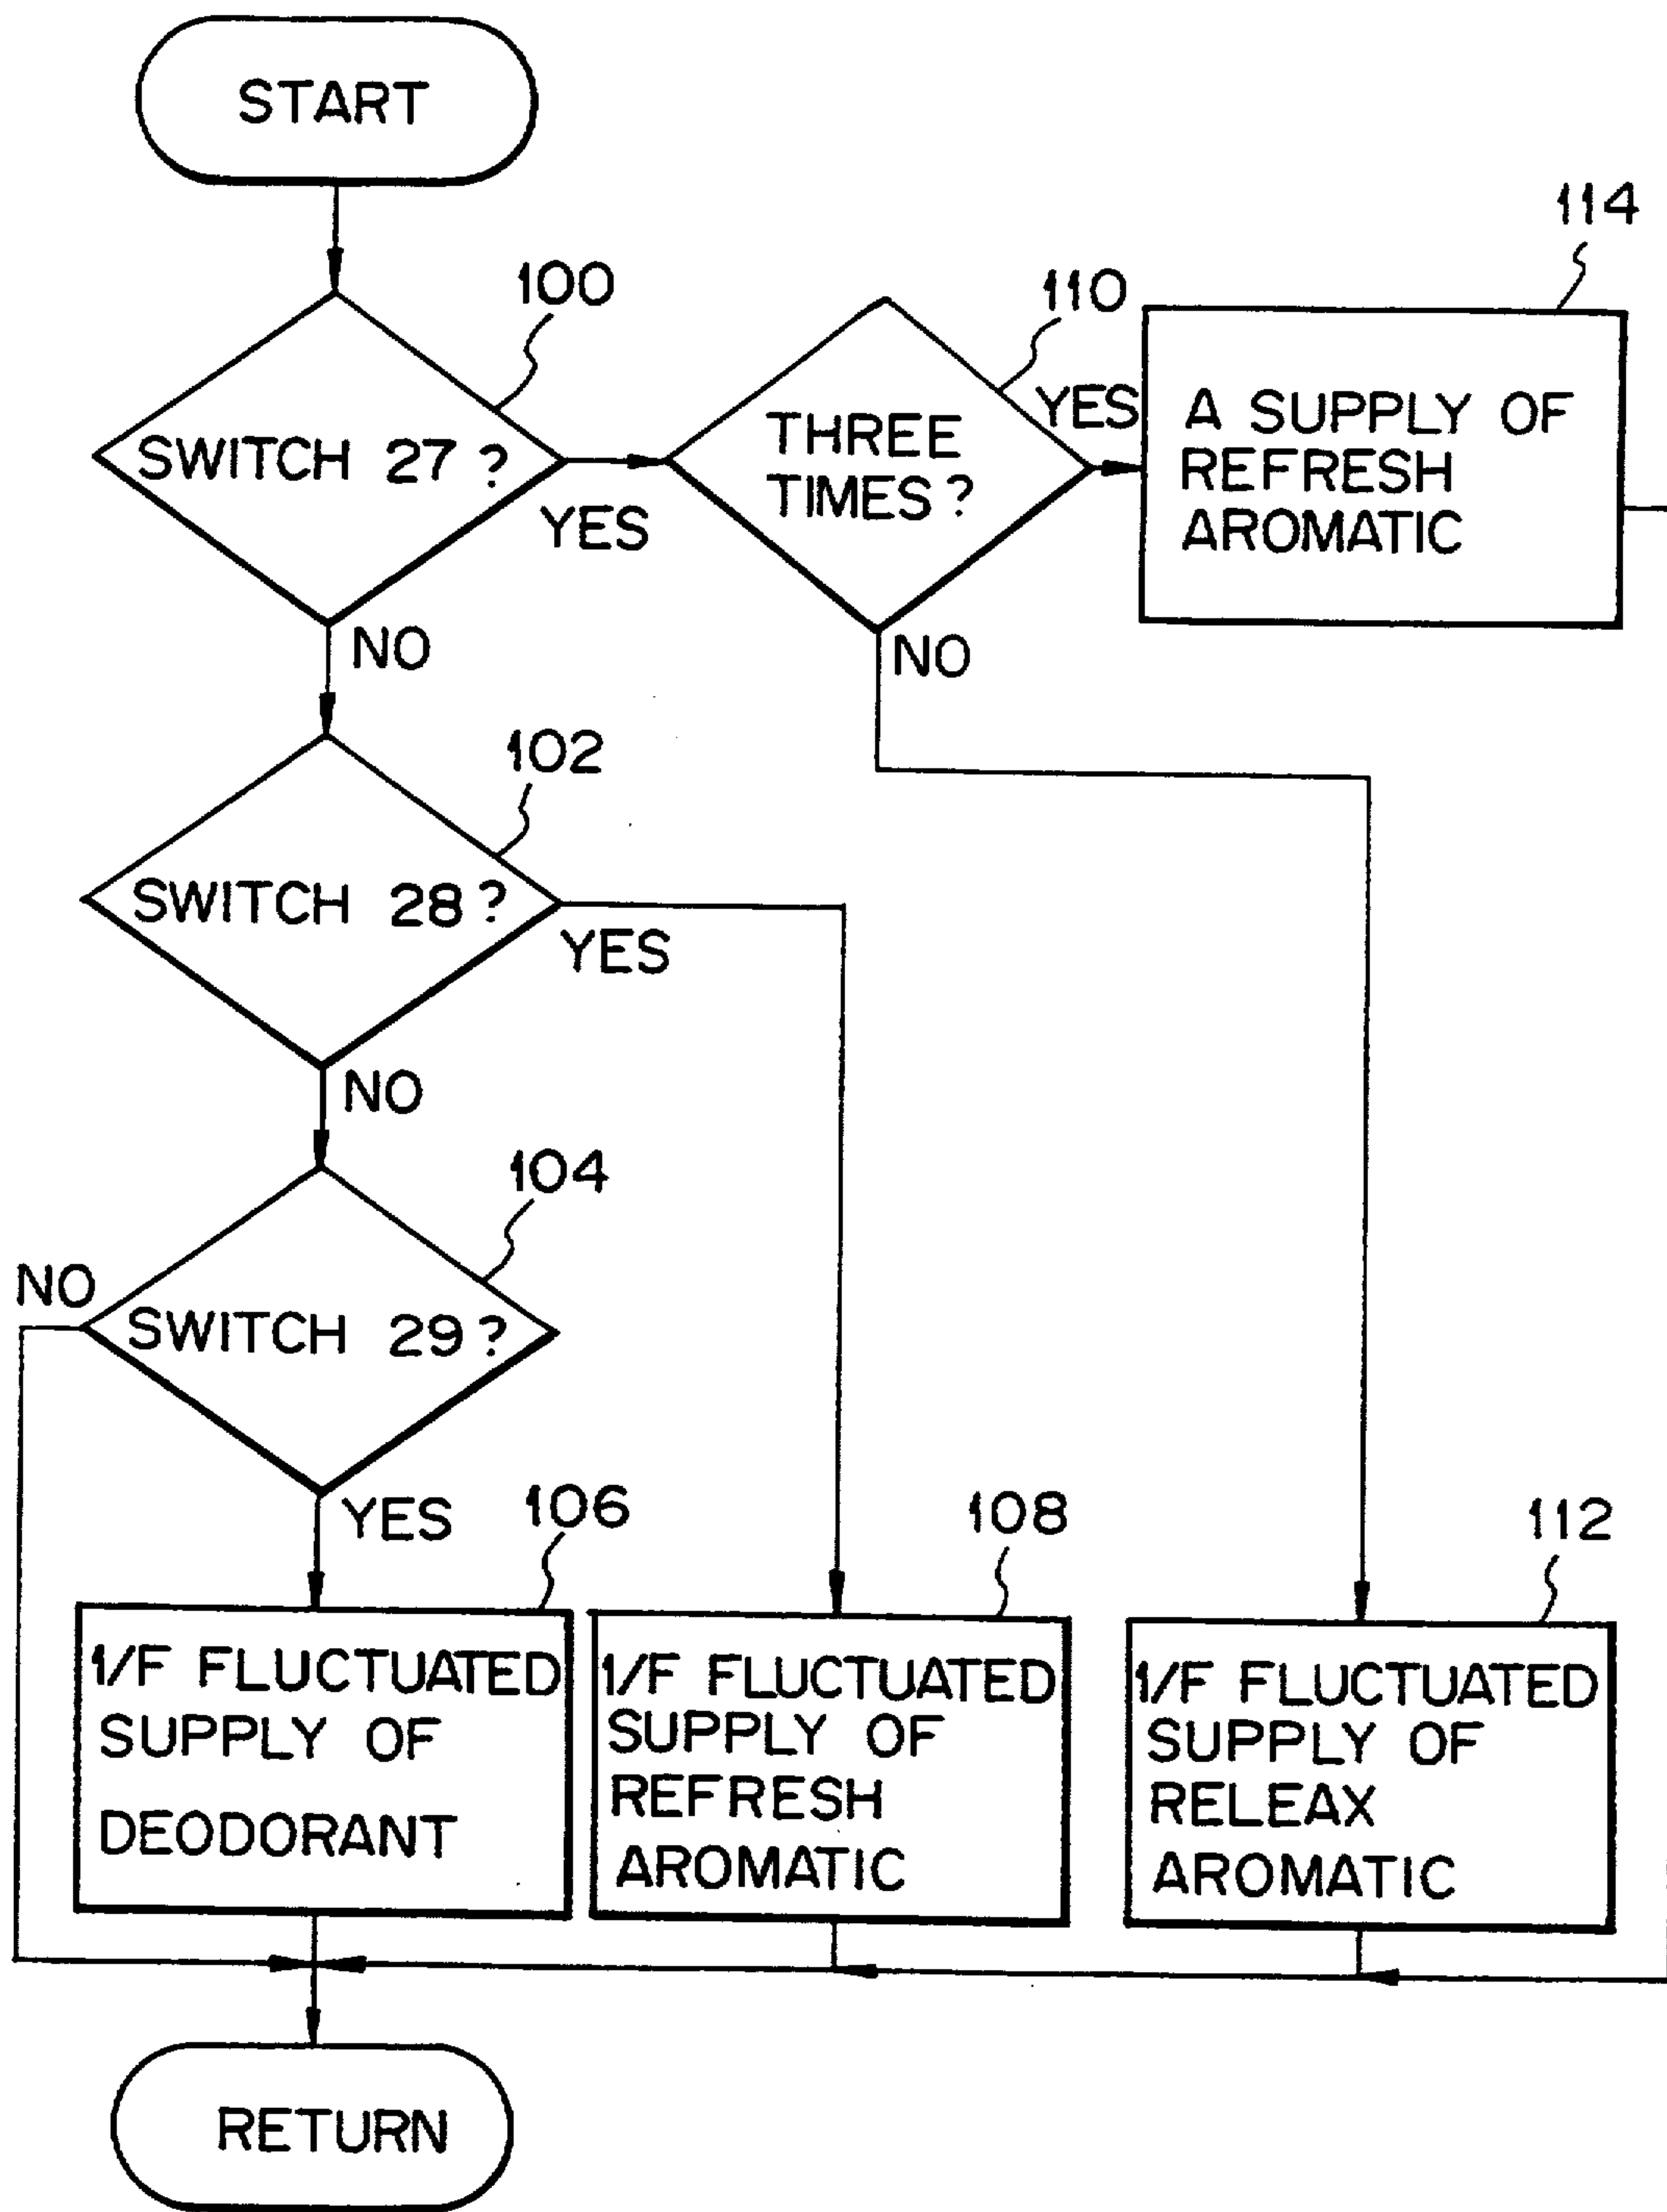 START
100
SWITCH 27?
YES
NO
110
THREE
TIMES?
YES
NO
114
A SUPPLY OF
REFRESH
AROMATIC
102
SWITCH 28?
YES
NO
104
SWITCH 29?
NO
YES
106
1/F FLUCTUATED
SUPPLY OF
DEODORANT
108
1/F FLUCTUATED
SUPPLY OF
REFRESH
AROMATIC
112
1/F FLUCTUATED
SUPPLY OF
RELEAX
AROMATIC
RETURN